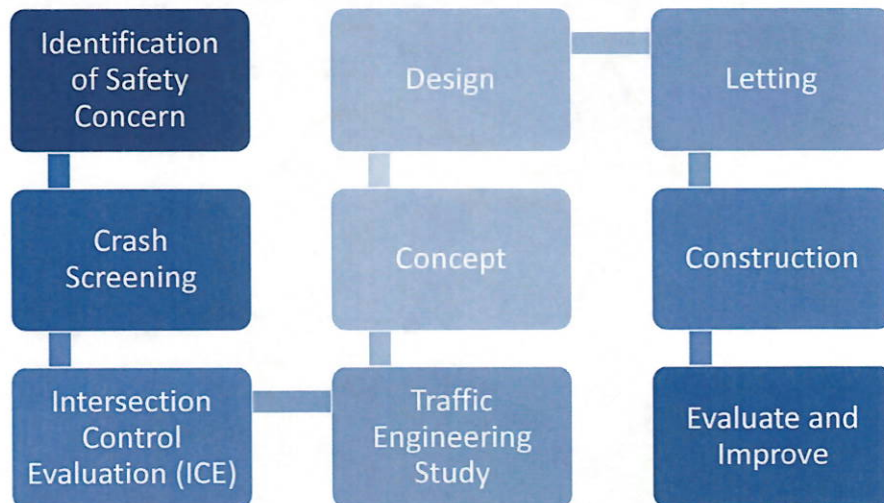 Identification
of Safety
Concern
Crash
Screening
Intersection
Control
Evaluation (ICE)
Traffic
Engineering
Study
Concept
Design
Letting
Construction
Evaluate and
Improve